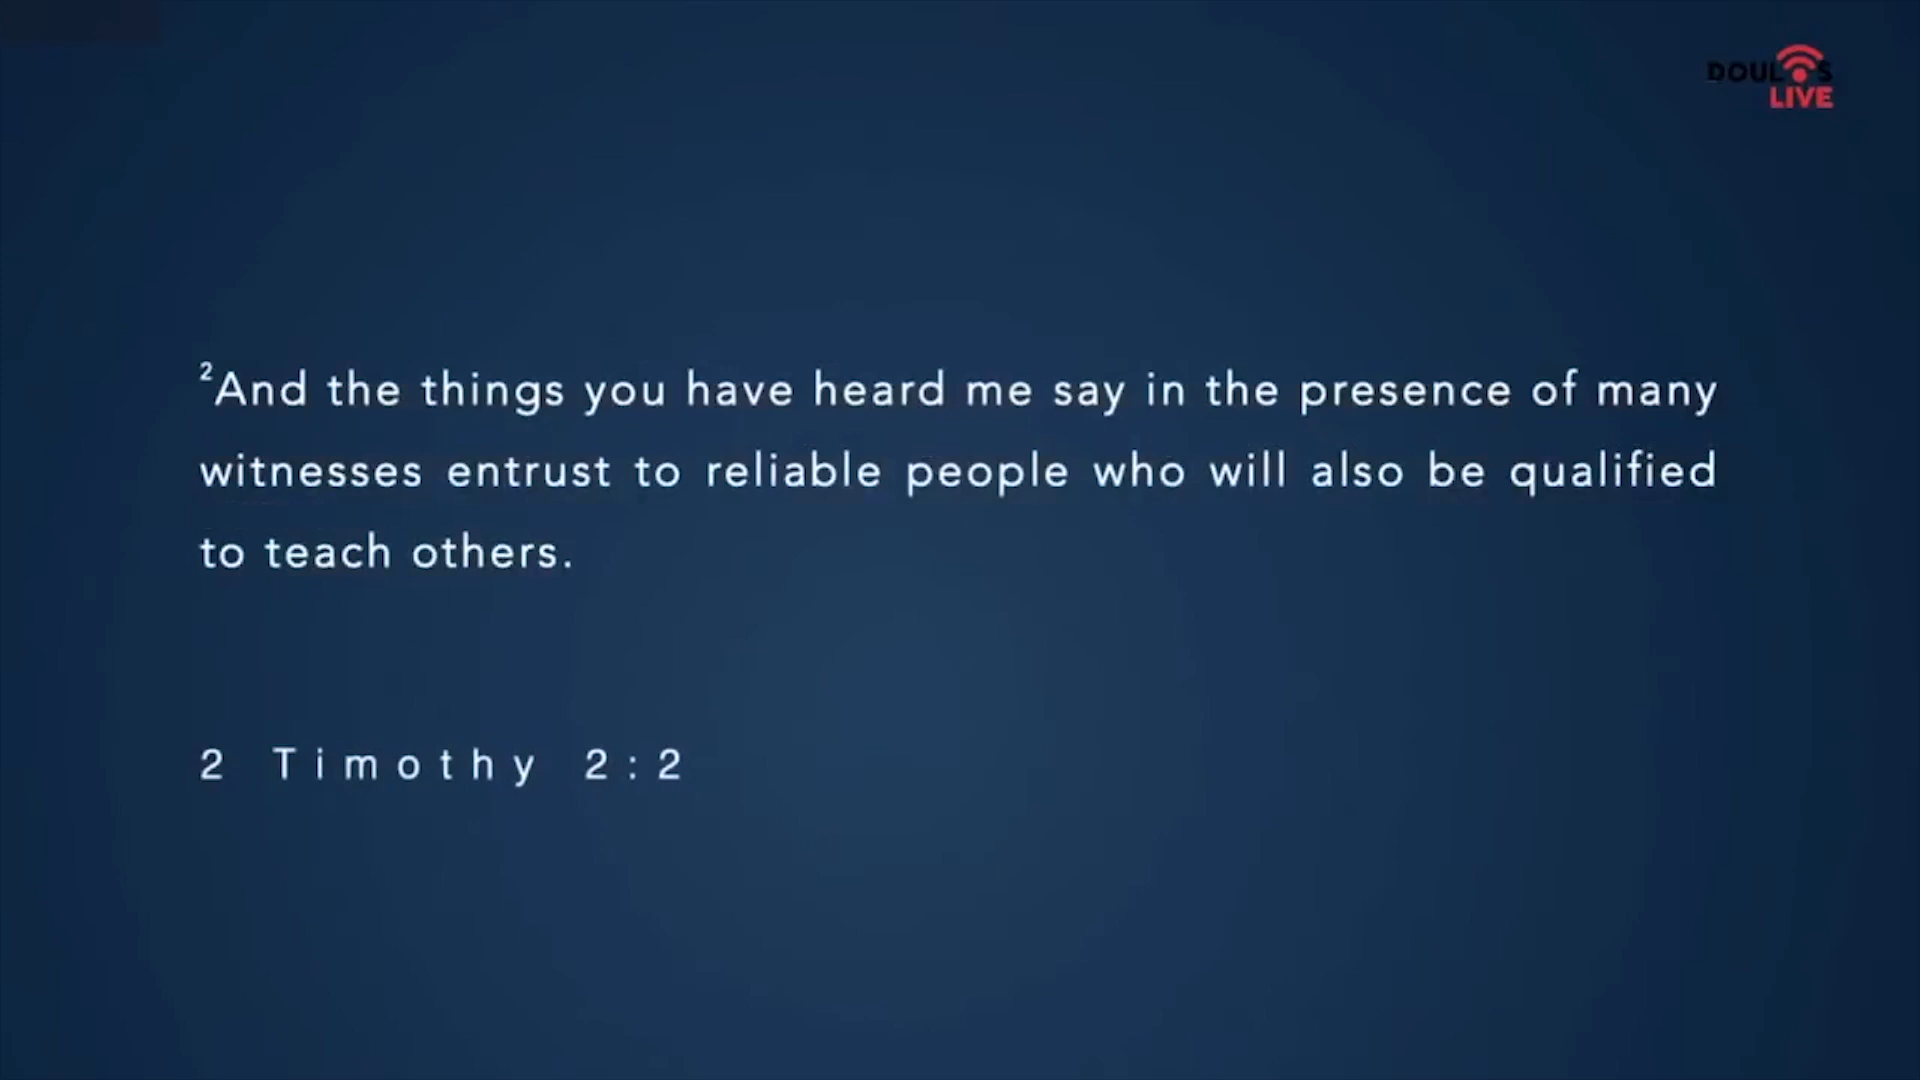 DOULOS
LIVE
²And the things you have heard me say in the presence of many
witnesses entrust to reliable people who will also be qualified
to teach others.
2 Timothy 2:2